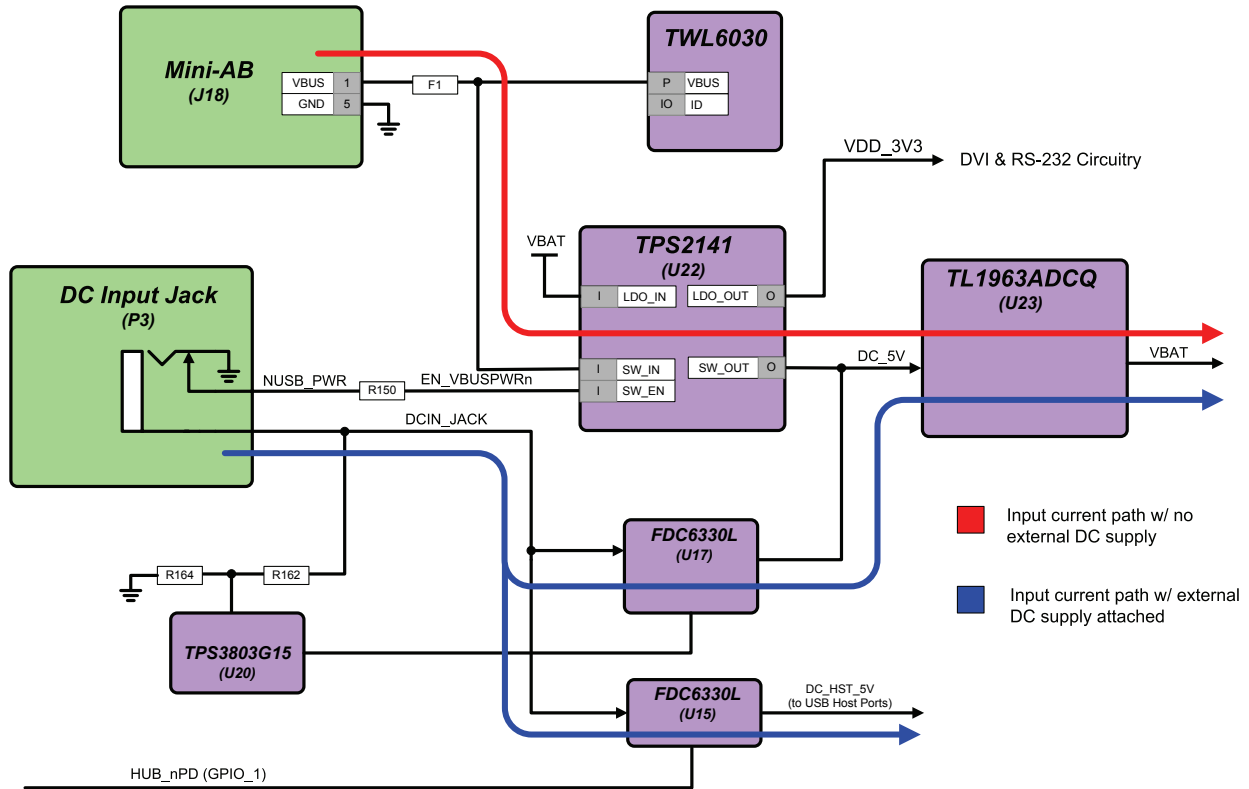 Mini-AB
(J18)
VBUS 1
GND 5
F1
TWL6030
P VBUS
IO ID
VDD_3V3
DVI & RS-232 Circuitry
VBAT
TPS2141
(U22)
I LDO_IN
LDO_OUT O
I SW_IN
I SW_EN
SW_OUT O
DC_5V
TL1963ADCQ
(U23)
VBAT
DC Input Jack
(P3)
NUSB_PWR
R150
EN_VBUSPWRn
DCIN_JACK
FDC6330L
(U17)
R164
R162
TPS3803G15
(U20)
FDC6330L
(U15)
DC_HST_5V
(to USB Host Ports)
HUB_nPD (GPIO_1)
Input current path w/ no
external DC supply
Input current path w/ external
DC supply attached